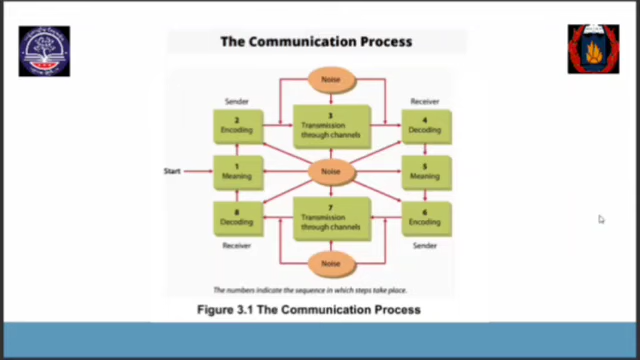 The Communication Process
Noise
Sender
Receiver
2
Encoding
3
Transmission
through channels
4
Decoding
Start
1
Meaning
Noise
5
Meaning
8
Decoding
7
Transmission
through channels
6
Encoding
Receiver
Sender
Noise
The numbers indicate the sequence in which steps take place.
Figure 3.1 The Communication Process